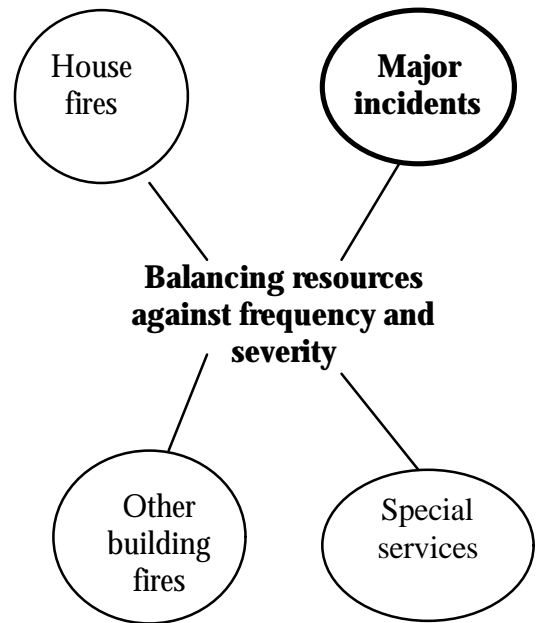 House
fires
Major
incidents
Balancing resources
against frequency and
severity
Other
building
fires
Special
services